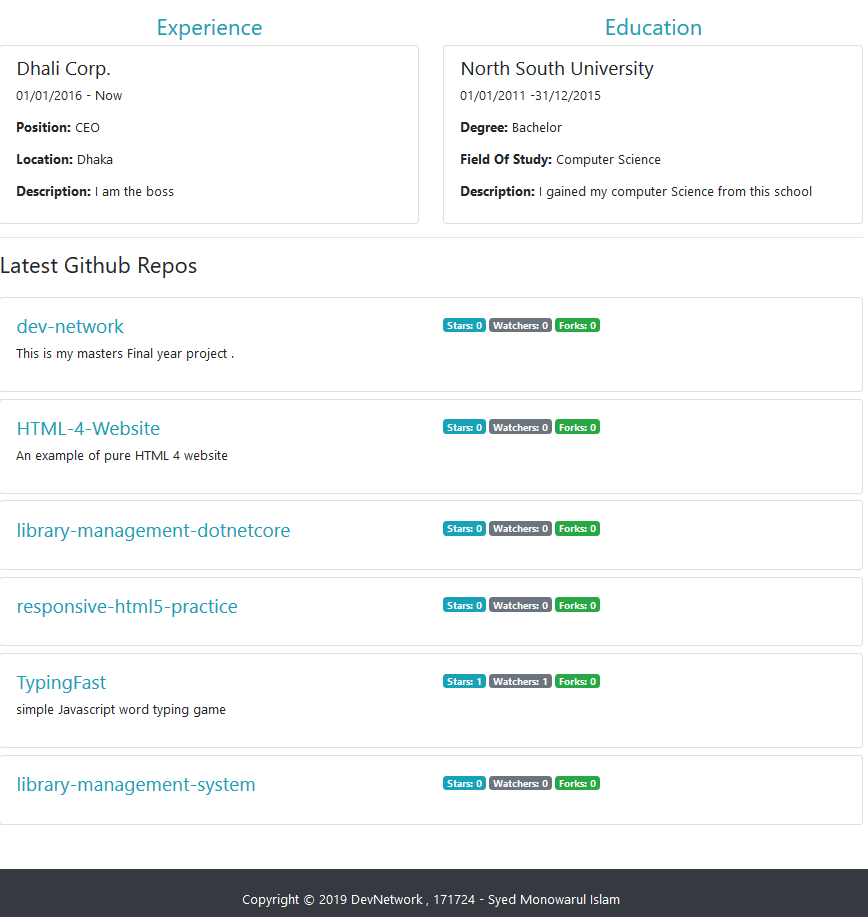 Experience
Dhali Corp.
01/01/2016 - Now
Position: CEO
Location: Dhaka
Description: I am the boss
Education
North South University
01/01/2011 -31/12/2015
Degree: Bachelor
Field Of Study: Computer Science
Description: I gained my computer Science from this school
Latest Github Repos
dev-network
Stars: 0 Watchers: 0 Forks: 0
This is my masters Final year project .
HTML-4-Website
Stars: 0 Watchers: 0 Forks: 0
An example of pure HTML 4 website
library-management-dotnetcore
Stars: 0 Watchers: 0 Forks: 0
responsive-html5-practice
Stars: 0 Watchers: 0 Forks: 0
TypingFast
Stars: 1 Watchers: 1 Forks: 0
simple Javascript word typing game
library-management-system
Stars: 0 Watchers: 0 Forks: 0
Copyright © 2019 DevNetwork , 171724 - Syed Monowarul Islam